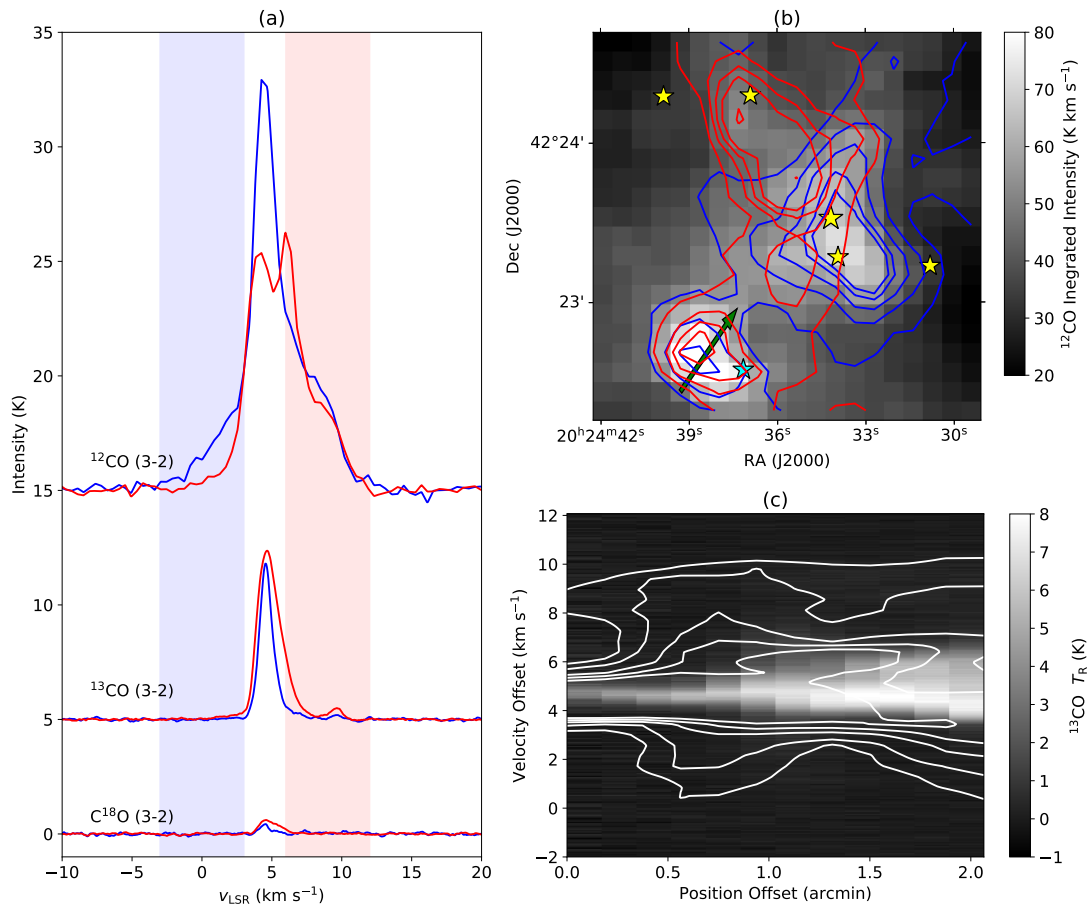 (a)
35
30
25
20
15
10
5
0
Intensity (K)
¹²CO (3-2)
¹³CO (3-2)
C¹⁸O (3-2)
−10 −5 0 5 10 15 20
v_LSR (km s⁻¹)
(b)
42°24'
23'
Dec (J2000)
20ʰ24ᵐ42ˢ 39ˢ 36ˢ 33ˢ 30ˢ
RA (J2000)
80
70
60
50
40
30
20
¹²CO Inegrated Intensity (K km s⁻¹)
(c)
12
10
8
6
4
2
0
−2
Velocity Offset (km s⁻¹)
0.0 0.5 1.0 1.5 2.0
Position Offset (arcmin)
8
7
6
5
4
3
2
1
0
−1
¹³CO T_R (K)